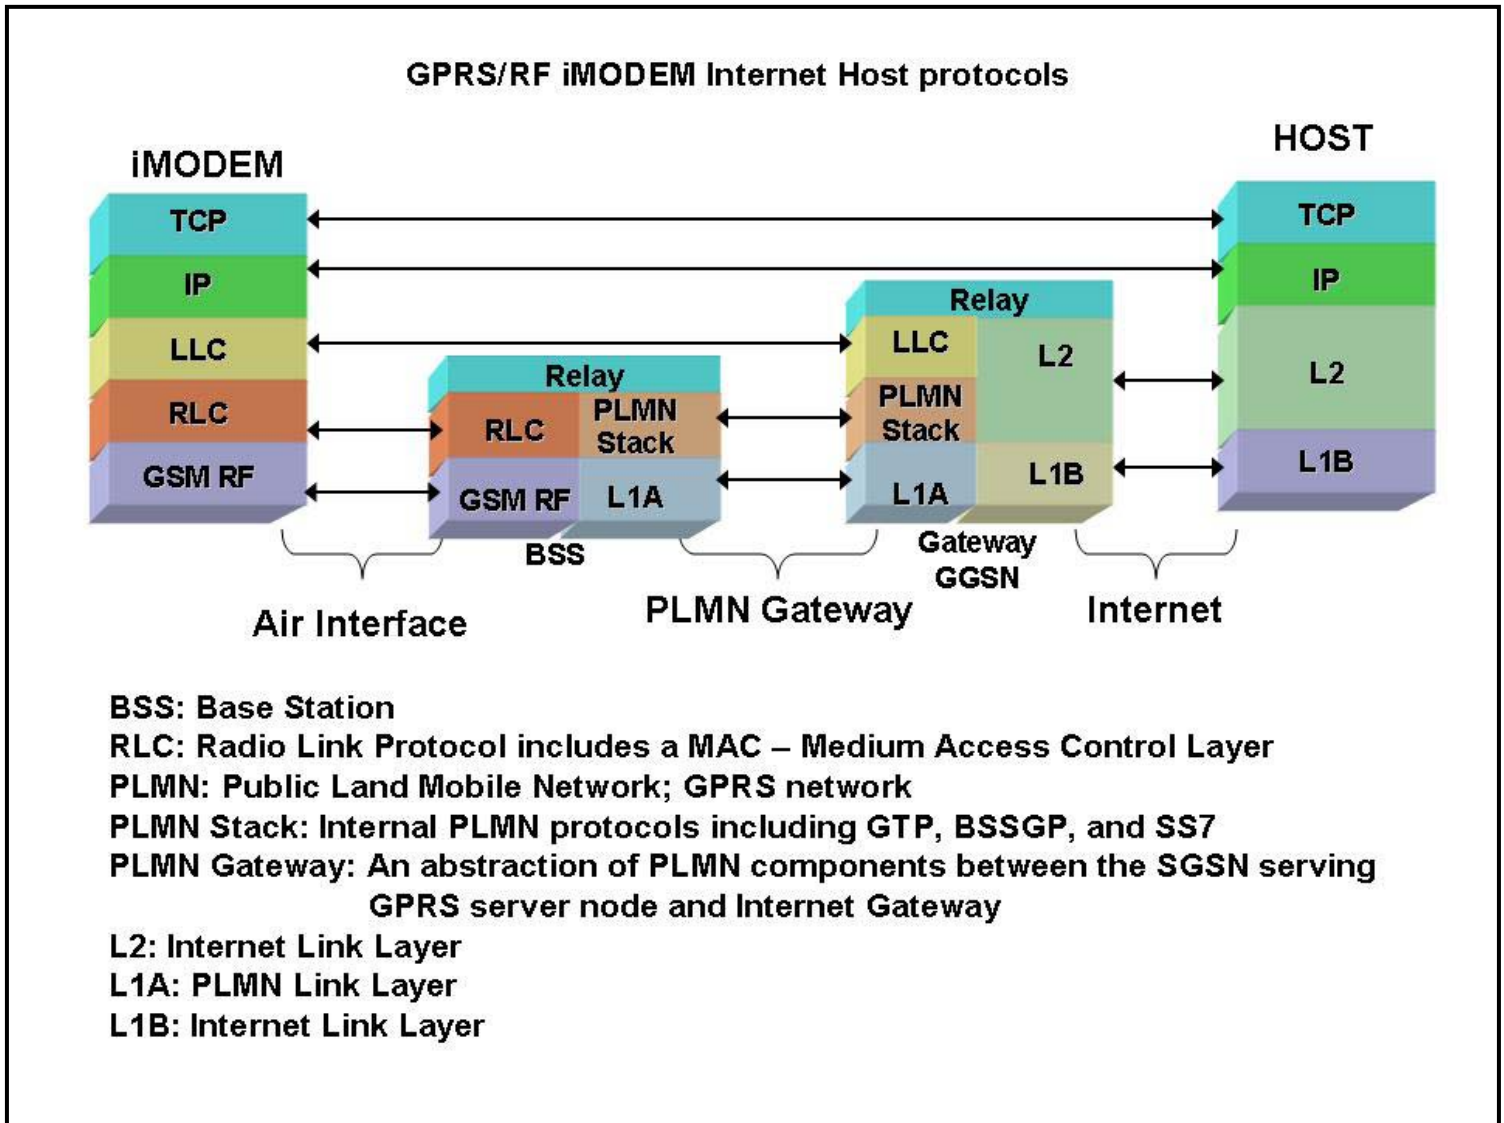 GPRS/RF iMODEM Internet Host protocols
iMODEM
TCP
IP
LLC
RLC
GSM RF
Relay
RLC
PLMN
Stack
GSM RF
L1A
BSS
Relay
LLC
L2
PLMN
Stack
L1A
L1B
Gateway
GGSN
HOST
TCP
IP
L2
L1B
Air Interface
PLMN Gateway
Internet
BSS: Base Station
RLC: Radio Link Protocol includes a MAC – Medium Access Control Layer
PLMN: Public Land Mobile Network; GPRS network
PLMN Stack: Internal PLMN protocols including GTP, BSSGP, and SS7
PLMN Gateway: An abstraction of PLMN components between the SGSN serving
GPRS server node and Internet Gateway
L2: Internet Link Layer
L1A: PLMN Link Layer
L1B: Internet Link Layer